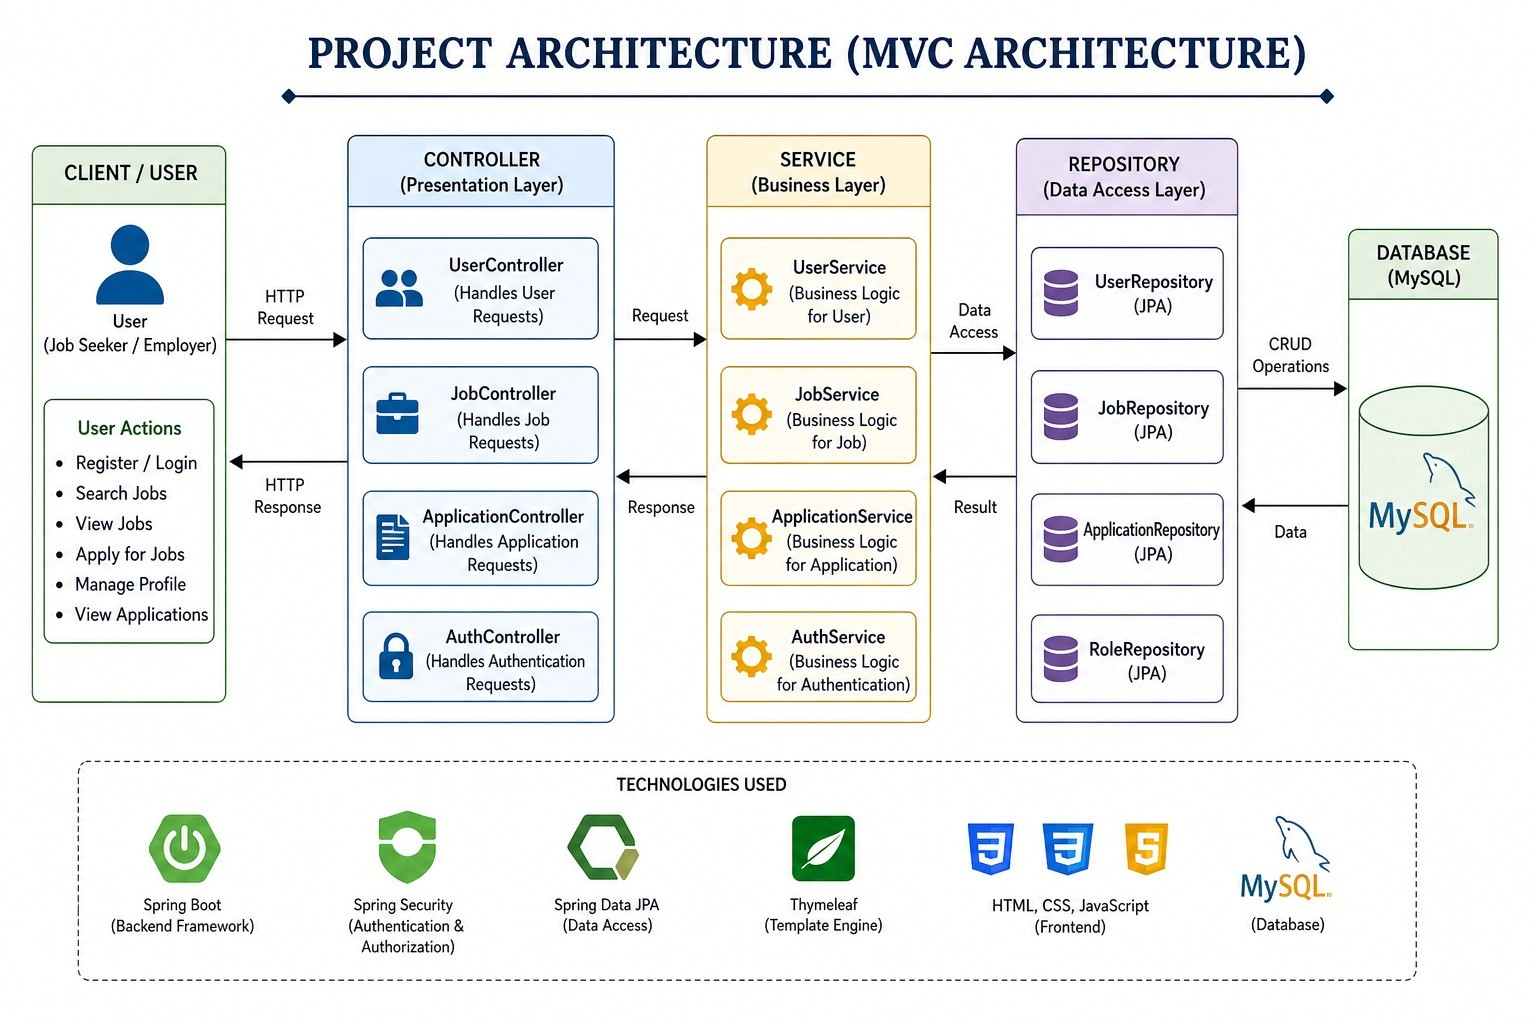 PROJECT ARCHITECTURE (MVC ARCHITECTURE)
CLIENT / USER
User
(Job Seeker / Employer)
User Actions
• Register / Login
• Search Jobs
• View Jobs
• Apply for Jobs
• Manage Profile
• View Applications
HTTP
Request
HTTP
Response
CONTROLLER
(Presentation Layer)
UserController
(Handles User
Requests)
JobController
(Handles Job
Requests)
ApplicationController
(Handles Application
Requests)
AuthController
(Handles Authentication
Requests)
Request
Response
SERVICE
(Business Layer)
UserService
(Business Logic
for User)
JobService
(Business Logic
for Job)
ApplicationService
(Business Logic
for Application)
AuthService
(Business Logic
for Authentication)
Data
Access
Result
REPOSITORY
(Data Access Layer)
UserRepository
(JPA)
JobRepository
(JPA)
ApplicationRepository
(JPA)
RoleRepository
(JPA)
CRUD
Operations
Data
DATABASE
(MySQL)
MySQL
TECHNOLOGIES USED
Spring Boot
(Backend Framework)
Spring Security
(Authentication &
Authorization)
Spring Data JPA
(Data Access)
Thymeleaf
(Template Engine)
3
3
5
HTML, CSS, JavaScript
(Frontend)
MySQL
(Database)